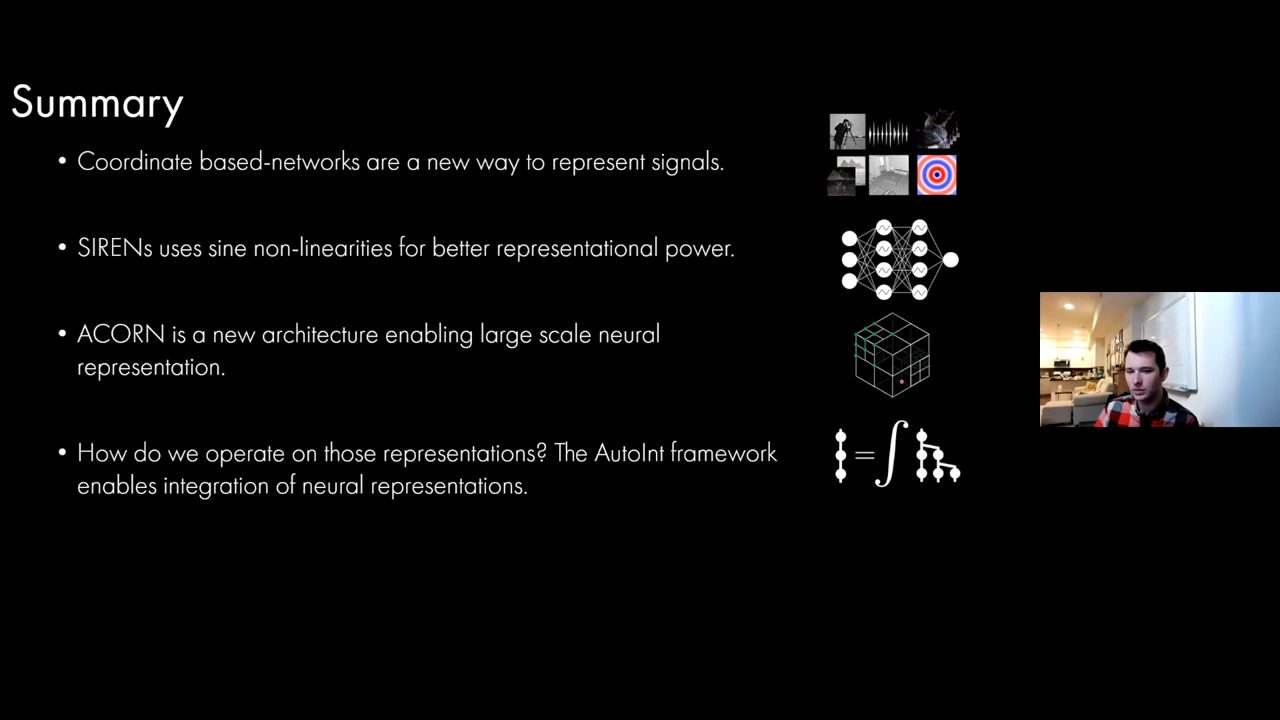 Summary
• Coordinate based-networks are a new way to represent signals.
• SIRENs uses sine non-linearities for better representational power.
• ACORN is a new architecture enabling large scale neural
representation.
• How do we operate on those representations? The AutoInt framework
enables integration of neural representations.